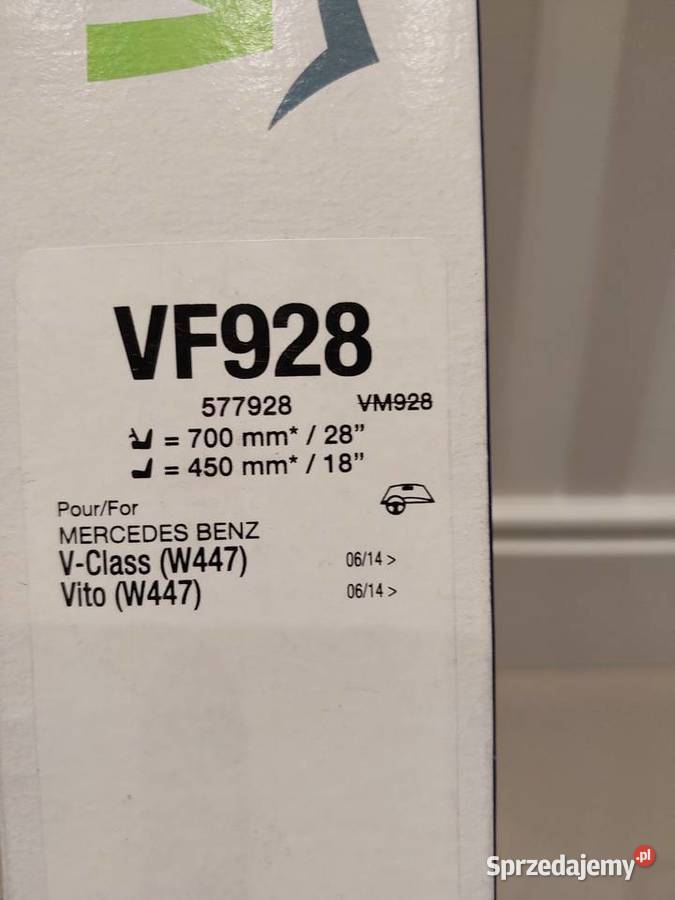 VF928
577928 VM928
= 700 mm* / 28”
= 450 mm* / 18”
Pour/For
MERCEDES BENZ
V-Class (W447) 06/14 >
Vito (W447) 06/14 >
Sprzedajemy.pl